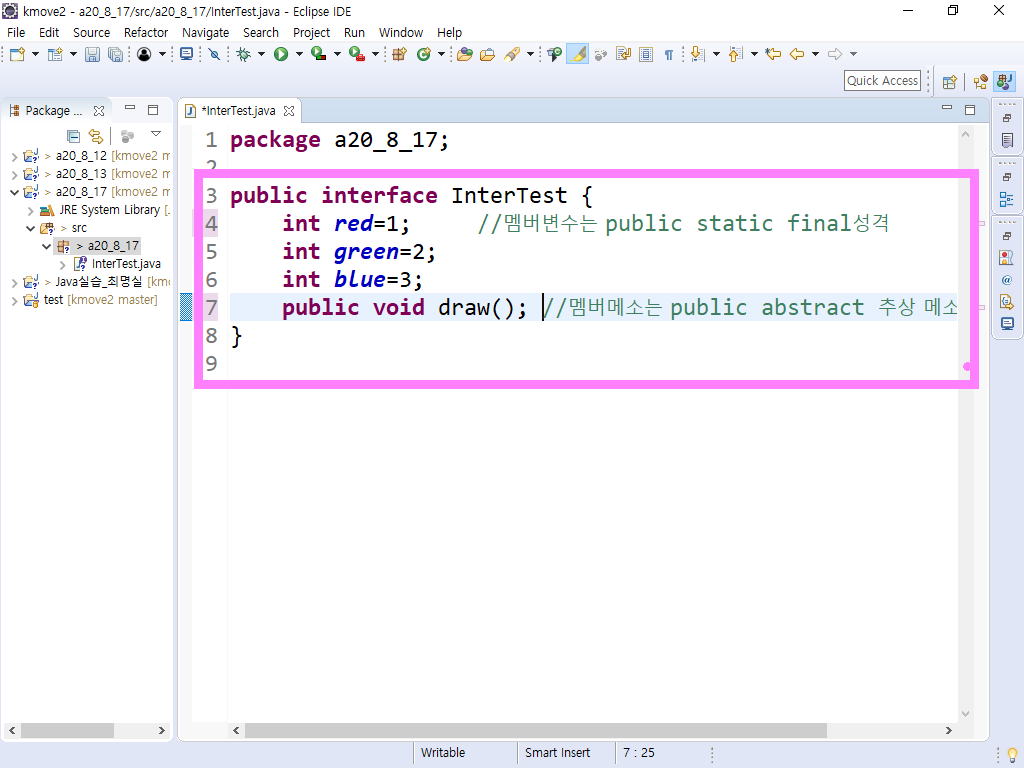 kmove2 - a20_8_17/src/a20_8_17/InterTest.java - Eclipse IDE
File Edit Source Refactor Navigate Search Project Run Window Help
Quick Access
Package ...
*InterTest.java
> a20_8_12 [kmove2 m
> a20_8_13 [kmove2 m
> a20_8_17 [kmove2 m
JRE System Library [.
> src
> a20_8_17
InterTest.java
> Java실습_최명실 [kmo
test [kmove2 master]
1 package a20_8_17;
2
3 public interface InterTest {
4 int red=1; //멤버변수는 public static final성격
5 int green=2;
6 int blue=3;
7 public void draw(); //멤버메소는 public abstract 추상 메소
8 }
9
Writable Smart Insert 7 : 25